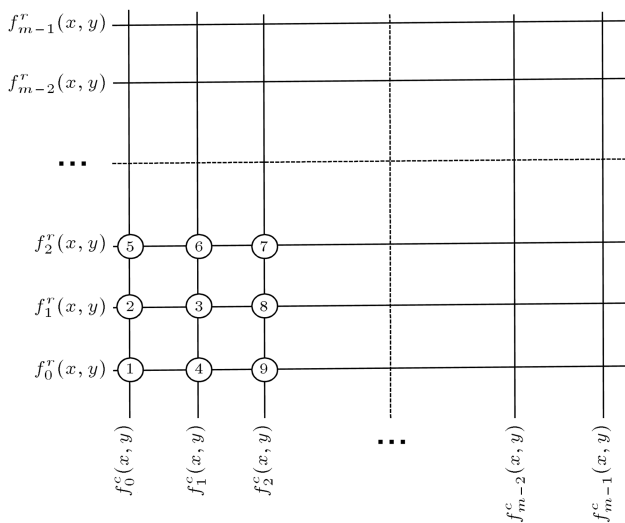 f^r_{m−1}(x, y)
f^r_{m−2}(x, y)
...
f^r_2(x, y) 5 6 7
f^r_1(x, y) 2 3 8
f^r_0(x, y) 1 4 9
f^c_0(x, y)
f^c_1(x, y)
f^c_2(x, y)
...
f^c_{m−2}(x, y)
f^c_{m−1}(x, y)